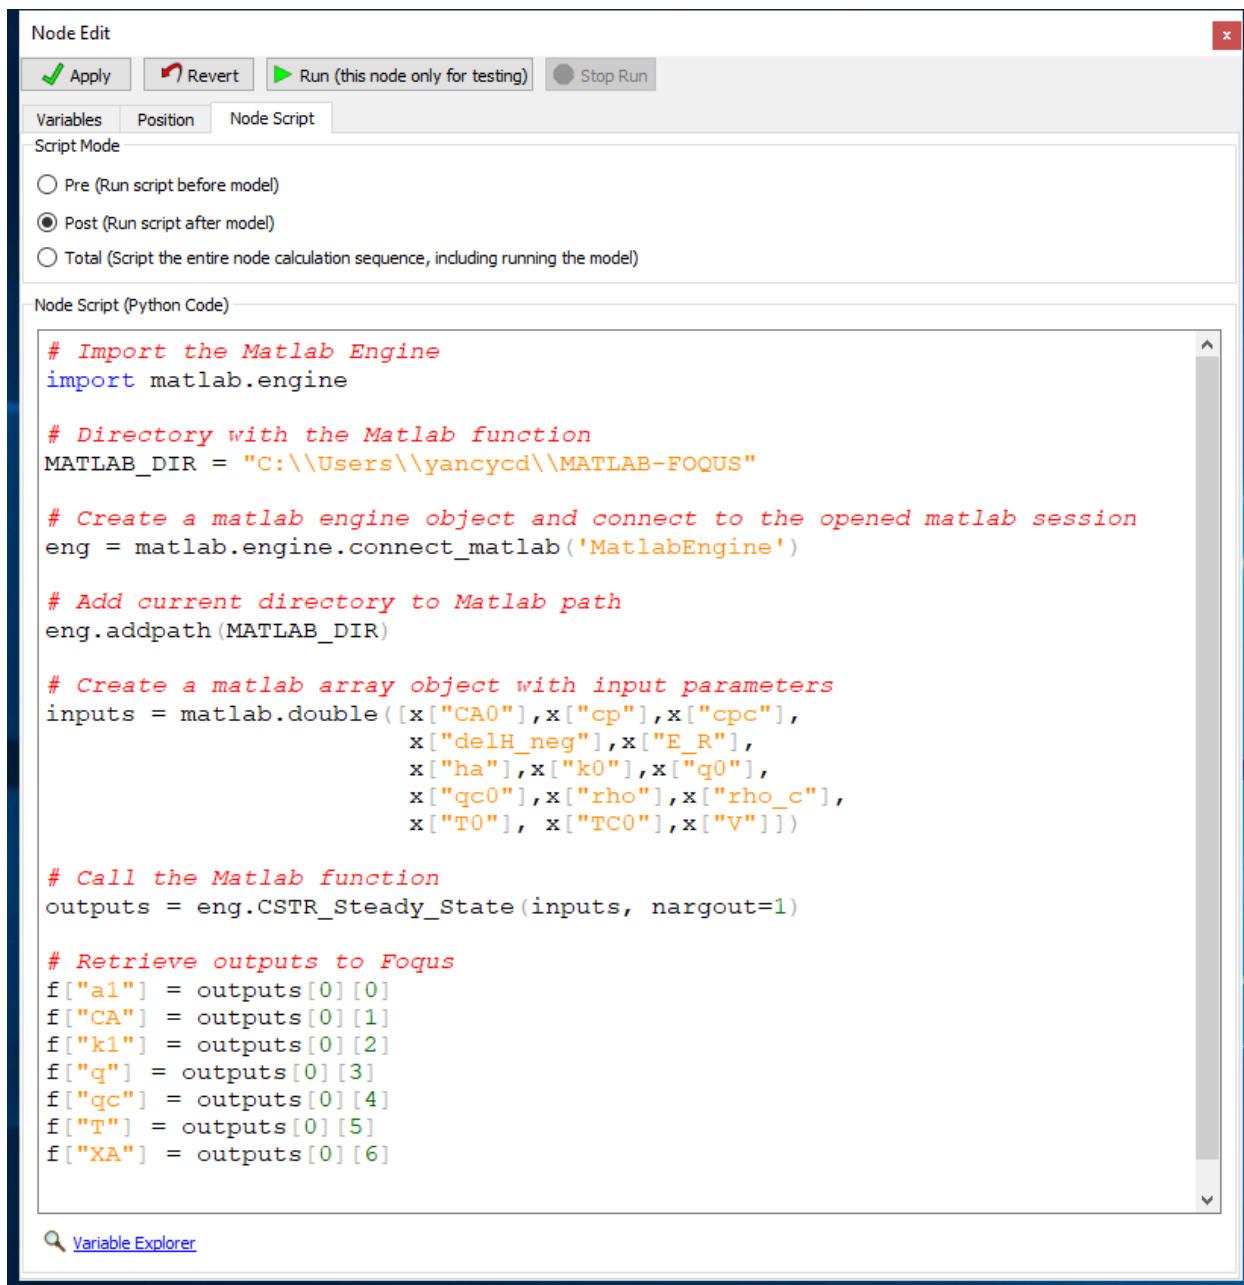 Node Edit
x
Apply Revert Run (this node only for testing) Stop Run
Variables Position Node Script
Script Mode
Pre (Run script before model)
Post (Run script after model)
Total (Script the entire node calculation sequence, including running the model)
Node Script (Python Code)
# Import the Matlab Engine
import matlab.engine
# Directory with the Matlab function
MATLAB_DIR = "C:\\Users\\yancycd\\MATLAB-FOQUS"
# Create a matlab engine object and connect to the opened matlab session
eng = matlab.engine.connect_matlab('MatlabEngine')
# Add current directory to Matlab path
eng.addpath(MATLAB_DIR)
# Create a matlab array object with input parameters
inputs = matlab.double([x["CA0"],x["cp"],x["cpc"],
x["delH_neg"],x["E_R"],
x["ha"],x["k0"],x["q0"],
x["qc0"],x["rho"],x["rho_c"],
x["T0"], x["TC0"],x["V"]])
# Call the Matlab function
outputs = eng.CSTR_Steady_State(inputs, nargout=1)
# Retrieve outputs to Foqus
f["a1"] = outputs[0][0]
f["CA"] = outputs[0][1]
f["k1"] = outputs[0][2]
f["q"] = outputs[0][3]
f["qc"] = outputs[0][4]
f["T"] = outputs[0][5]
f["XA"] = outputs[0][6]
Variable Explorer